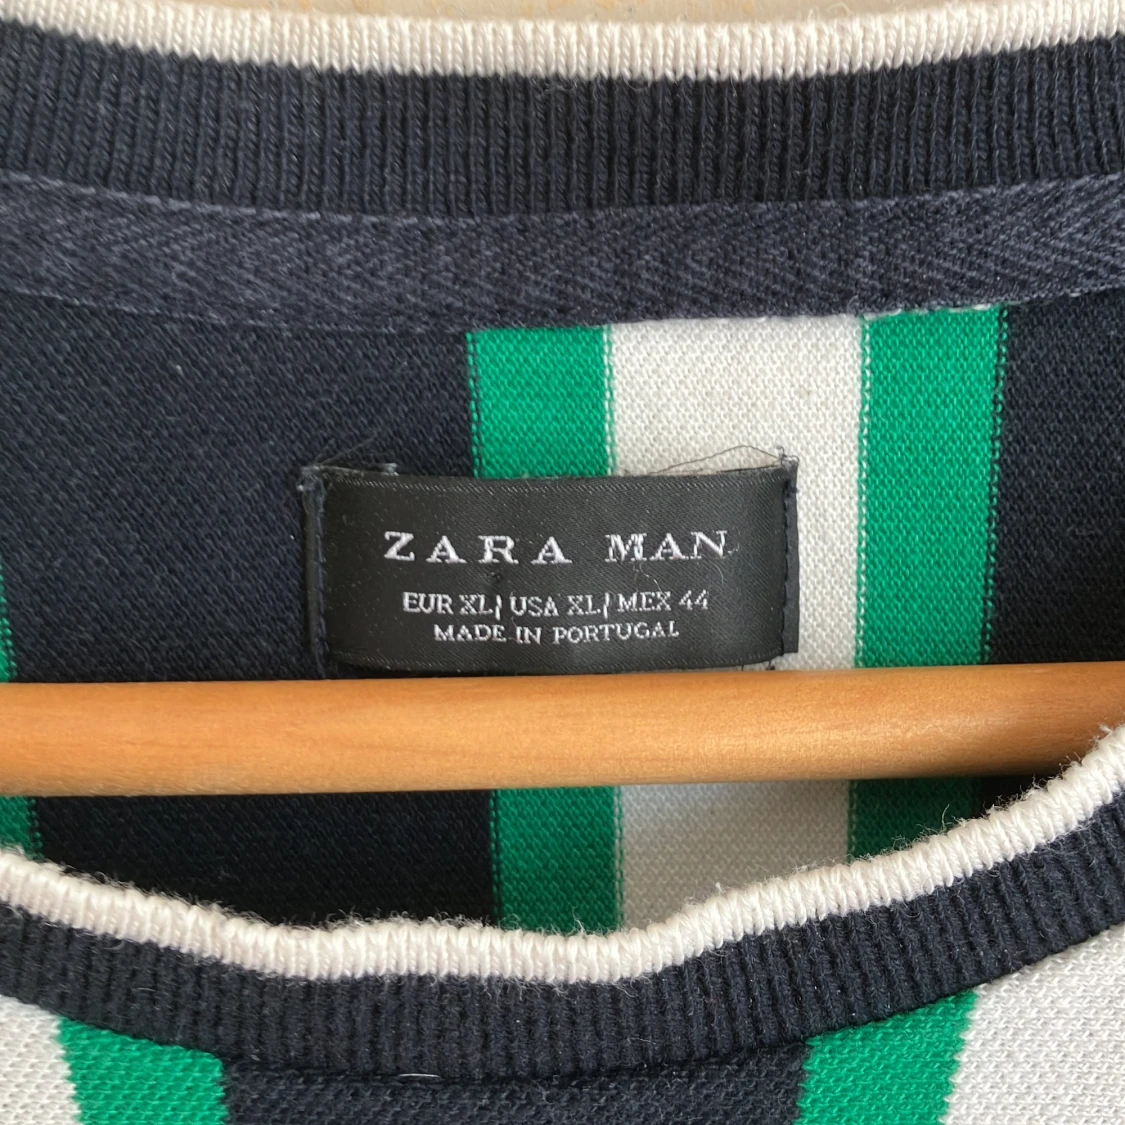 ZARA MAN
EUR XL/ USA XL/ MEX 44
MADE IN PORTUGAL